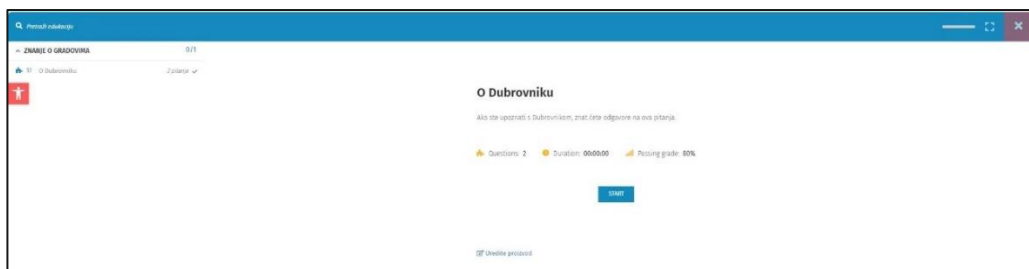 Pretraži edukaciju
ZNANJE O GRADOVIMA 0/1
O Dubrovniku 2 pitanja
O Dubrovniku
Ako ste upoznati s Dubrovnikom, znat ćete odgovore na ova pitanja.
Questions: 2 Duration: 00:00:00 Passing grade: 80%
START
Uredite proizvod